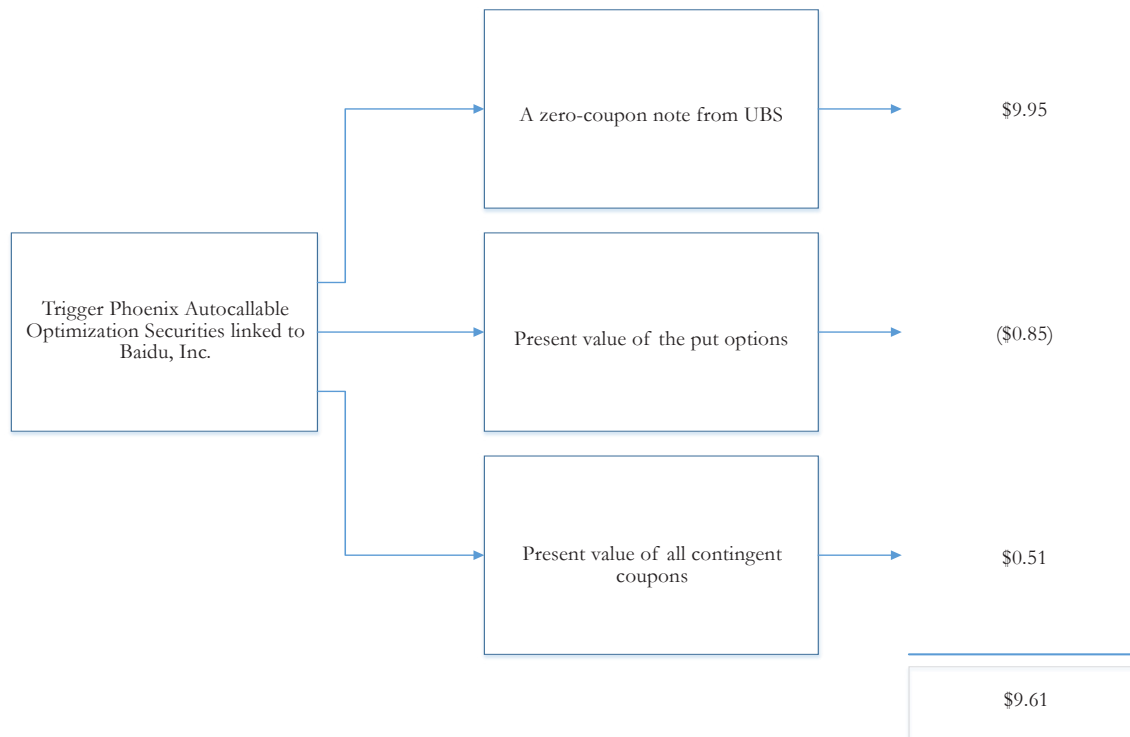 A zero-coupon note from UBS
$9.95
Trigger Phoenix Autocallable
Optimization Securities linked to
Baidu, Inc.
Present value of the put options
($0.85)
Present value of all contingent
coupons
$0.51
$9.61